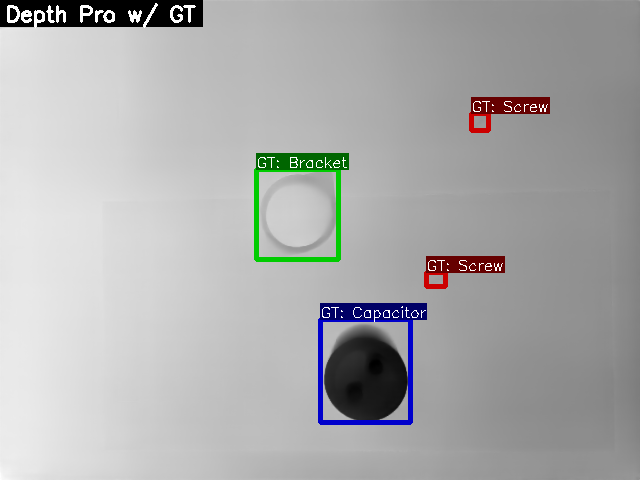 Depth Pro w/ GT
GT: Screw
GT: Bracket
GT: Screw
GT: Capacitor